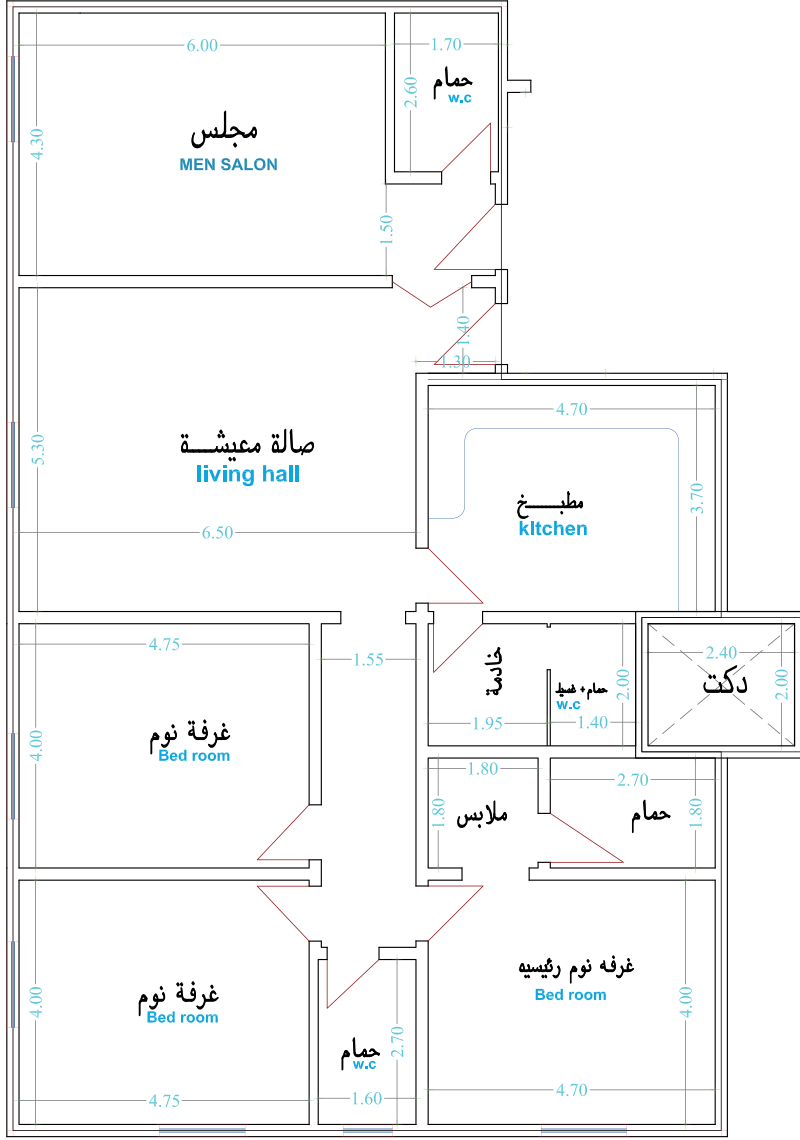 6.00
1.70
حمام
w.c
2.60
4.30
مجلس
MEN SALON
1.50
1.40
1.30
4.70
صالة معيشـــة
living hall
5.30
مطبـــخ
kItchen
3.70
6.50
4.75
1.55
خادمة
حمام+ غسيل
w.c
2.00
2.40
دكت
2.00
1.95
1.40
غرفة نوم
Bed room
4.00
1.80
2.70
1.80
ملابس
حمام
1.80
غرفة نوم
Bed room
4.00
حمام
w.c
2.70
غرفه نوم رئيسيه
Bed room
4.00
4.75
1.60
4.70